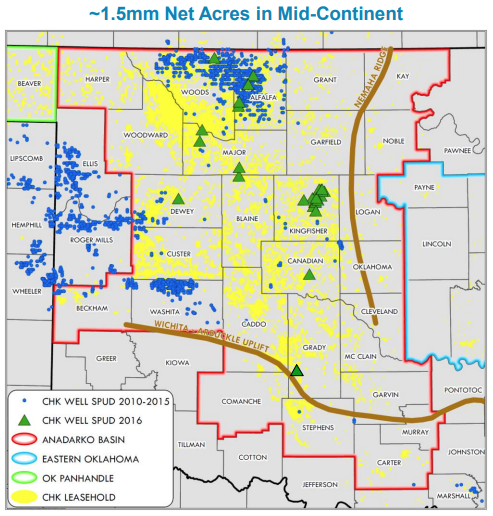 ~1.5mm Net Acres in Mid-Continent
BEAVER
HARPER
WOODS
ALFALFA
GRANT
KAY
NEMAHA RIDGE
WOODWARD
MAJOR
GARFIELD
NOBLE
PAWNEE
LIPSCOMB
ELLIS
PAYNE
DEWEY
BLAINE
KINGFISHER
LOGAN
HEMPHILL
ROGER MILLS
LINCOLN
CUSTER
CANADIAN
OKLAHOMA
WHEELER
BECKHAM
WASHITA
CADDO
CLEVELAND
WICHITA - ARBUCKLE UPLIFT
GREER
KIOWA
GRADY
MC CLAIN
COMANCHE
GARVIN
PONTOTOC
STEPHENS
MURRAY
TILLMAN
COTTON
CARTER
JOHNSTON
JEFFERSON
MARSHALL
CHK WELL SPUD 2010-2015
CHK WELL SPUD 2016
ANADARKO BASIN
EASTERN OKLAHOMA
OK PANHANDLE
CHK LEASEHOLD